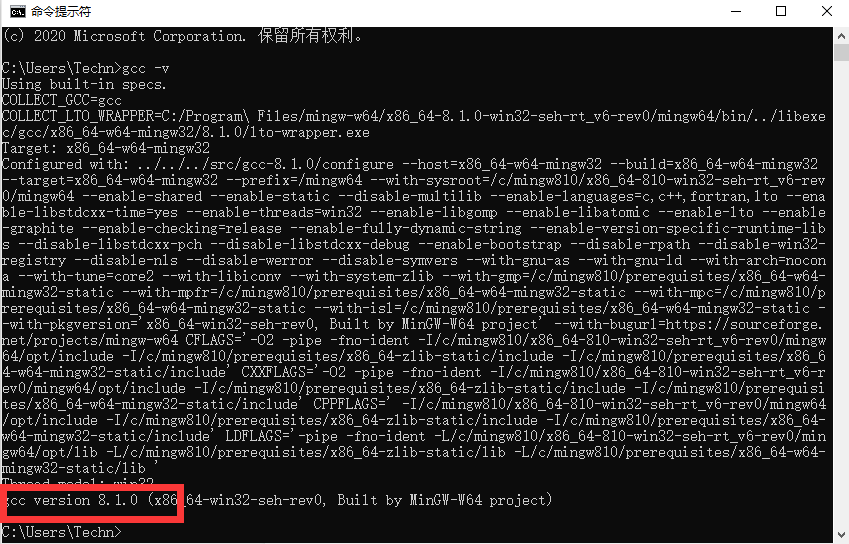 命令提示符
(c) 2020 Microsoft Corporation. 保留所有权利。
C:\Users\Techn>gcc -v
Using built-in specs.
COLLECT_GCC=gcc
COLLECT_LTO_WRAPPER=C:/Program\ Files/mingw-w64/x86_64-8.1.0-win32-seh-rt_v6-rev0/mingw64/bin/../libexe
c/gcc/x86_64-w64-mingw32/8.1.0/lto-wrapper.exe
Target: x86_64-w64-mingw32
Configured with: ../../../src/gcc-8.1.0/configure --host=x86_64-w64-mingw32 --build=x86_64-w64-mingw32
--target=x86_64-w64-mingw32 --prefix=/mingw64 --with-sysroot=/c/mingw810/x86_64-810-win32-seh-rt_v6-rev
0/mingw64 --enable-shared --enable-static --disable-multilib --enable-languages=c,c++,fortran,lto --ena
ble-libstdcxx-time=yes --enable-threads=win32 --enable-libgomp --enable-libatomic --enable-lto --enable
-graphite --enable-checking=release --enable-fully-dynamic-string --enable-version-specific-runtime-lib
s --disable-libstdcxx-pch --disable-libstdcxx-debug --enable-bootstrap --disable-rpath --disable-win32-
registry --disable-nls --disable-werror --disable-symvers --with-gnu-as --with-gnu-ld --with-arch=nocon
a --with-tune=core2 --with-libiconv --with-system-zlib --with-gmp=/c/mingw810/prerequisites/x86_64-w64-
mingw32-static --with-mpfr=/c/mingw810/prerequisites/x86_64-w64-mingw32-static --with-mpc=/c/mingw810/p
rerequisites/x86_64-w64-mingw32-static --with-isl=/c/mingw810/prerequisites/x86_64-w64-mingw32-static -
-with-pkgversion='x86_64-win32-seh-rev0, Built by MinGW-W64 project' --with-bugurl=https://sourceforge.
net/projects/mingw-w64 CFLAGS='-O2 -pipe -fno-ident -I/c/mingw810/x86_64-810-win32-seh-rt_v6-rev0/mingw
64/opt/include -I/c/mingw810/prerequisites/x86_64-zlib-static/include -I/c/mingw810/prerequisites/x86_6
4-w64-mingw32-static/include' CXXFLAGS='-O2 -pipe -fno-ident -I/c/mingw810/x86_64-810-win32-seh-rt_v6-r
ev0/mingw64/opt/include -I/c/mingw810/prerequisites/x86_64-zlib-static/include -I/c/mingw810/prerequisi
tes/x86_64-w64-mingw32-static/include' CPPFLAGS=' -I/c/mingw810/x86_64-810-win32-seh-rt_v6-rev0/mingw64
/opt/include -I/c/mingw810/prerequisites/x86_64-zlib-static/include -I/c/mingw810/prerequisites/x86_64-
w64-mingw32-static/include' LDFLAGS='-pipe -fno-ident -L/c/mingw810/x86_64-810-win32-seh-rt_v6-rev0/min
gw64/opt/lib -L/c/mingw810/prerequisites/x86_64-zlib-static/lib -L/c/mingw810/prerequisites/x86_64-w64-
mingw32-static/lib '
Thread model: win32
gcc version 8.1.0 (x86_64-win32-seh-rev0, Built by MinGW-W64 project)
C:\Users\Techn>